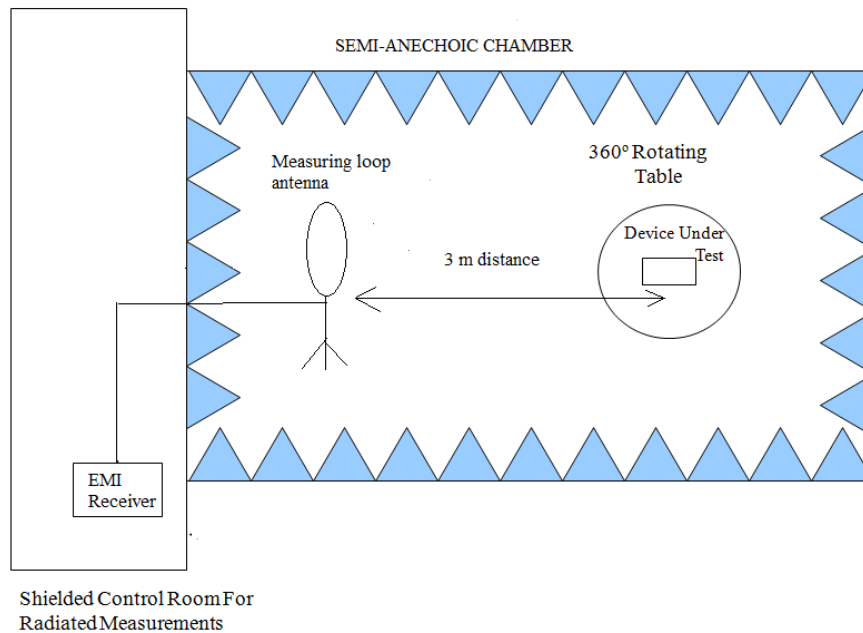 SEMI-ANECHOIC CHAMBER
Measuring loop
antenna
360º Rotating
Table
Device Under
Test
3 m distance
EMI
Receiver
Shielded Control Room For
Radiated Measurements